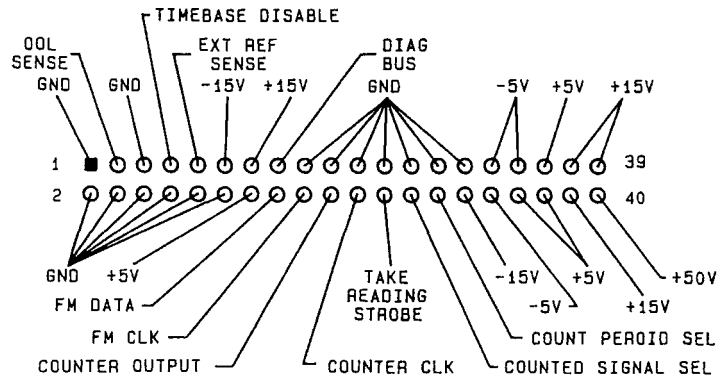 TIMEBASE DISABLE
OOL
SENSE
EXT REF
SENSE
DIAG
BUS
GND
GND
-15V
+15V
GND
-5V
+5V
+15V
1
39
2
40
GND
+5V
-15V
+5V
+50V
FM DATA
TAKE
READING
STROBE
-5V
+15V
FM CLK
COUNT PEROID SEL
COUNTER OUTPUT
COUNTER CLK
COUNTED SIGNAL SEL